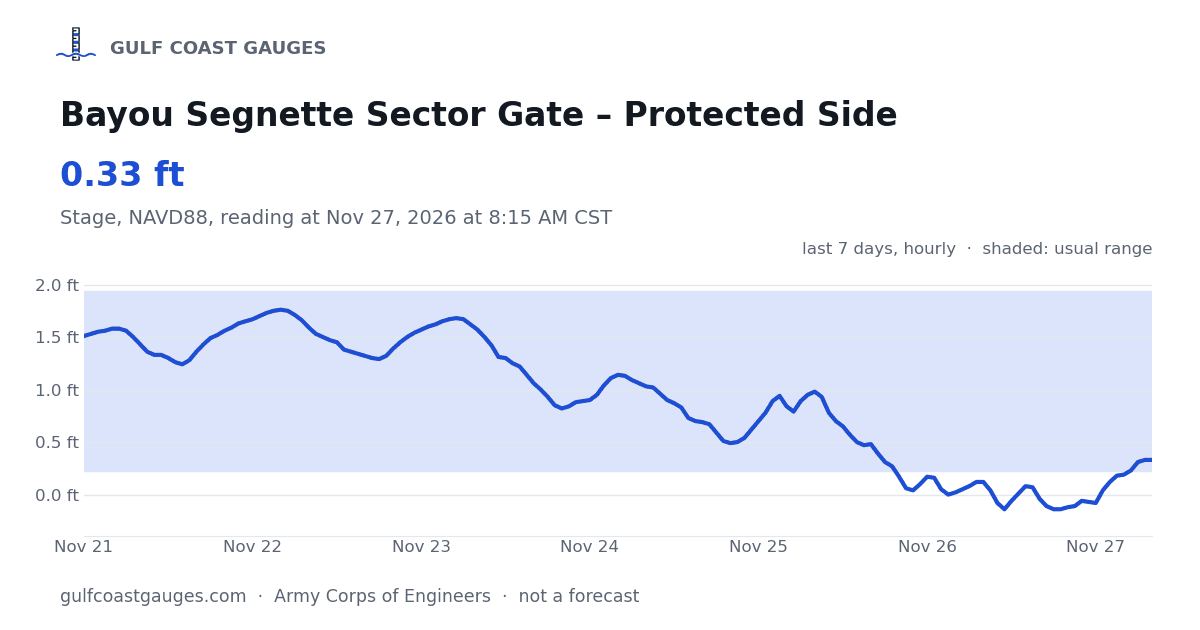 GULF COAST GAUGES
Bayou Segnette Sector Gate – Protected Side
0.33 ft
Stage, NAVD88, reading at Nov 27, 2026 at 8:15 AM CST
last 7 days, hourly · shaded: usual range
2.0 ft
1.5 ft
1.0 ft
0.5 ft
0.0 ft
Nov 21 Nov 22 Nov 23 Nov 24 Nov 25 Nov 26 Nov 27
gulfcoastgauges.com · Army Corps of Engineers · not a forecast